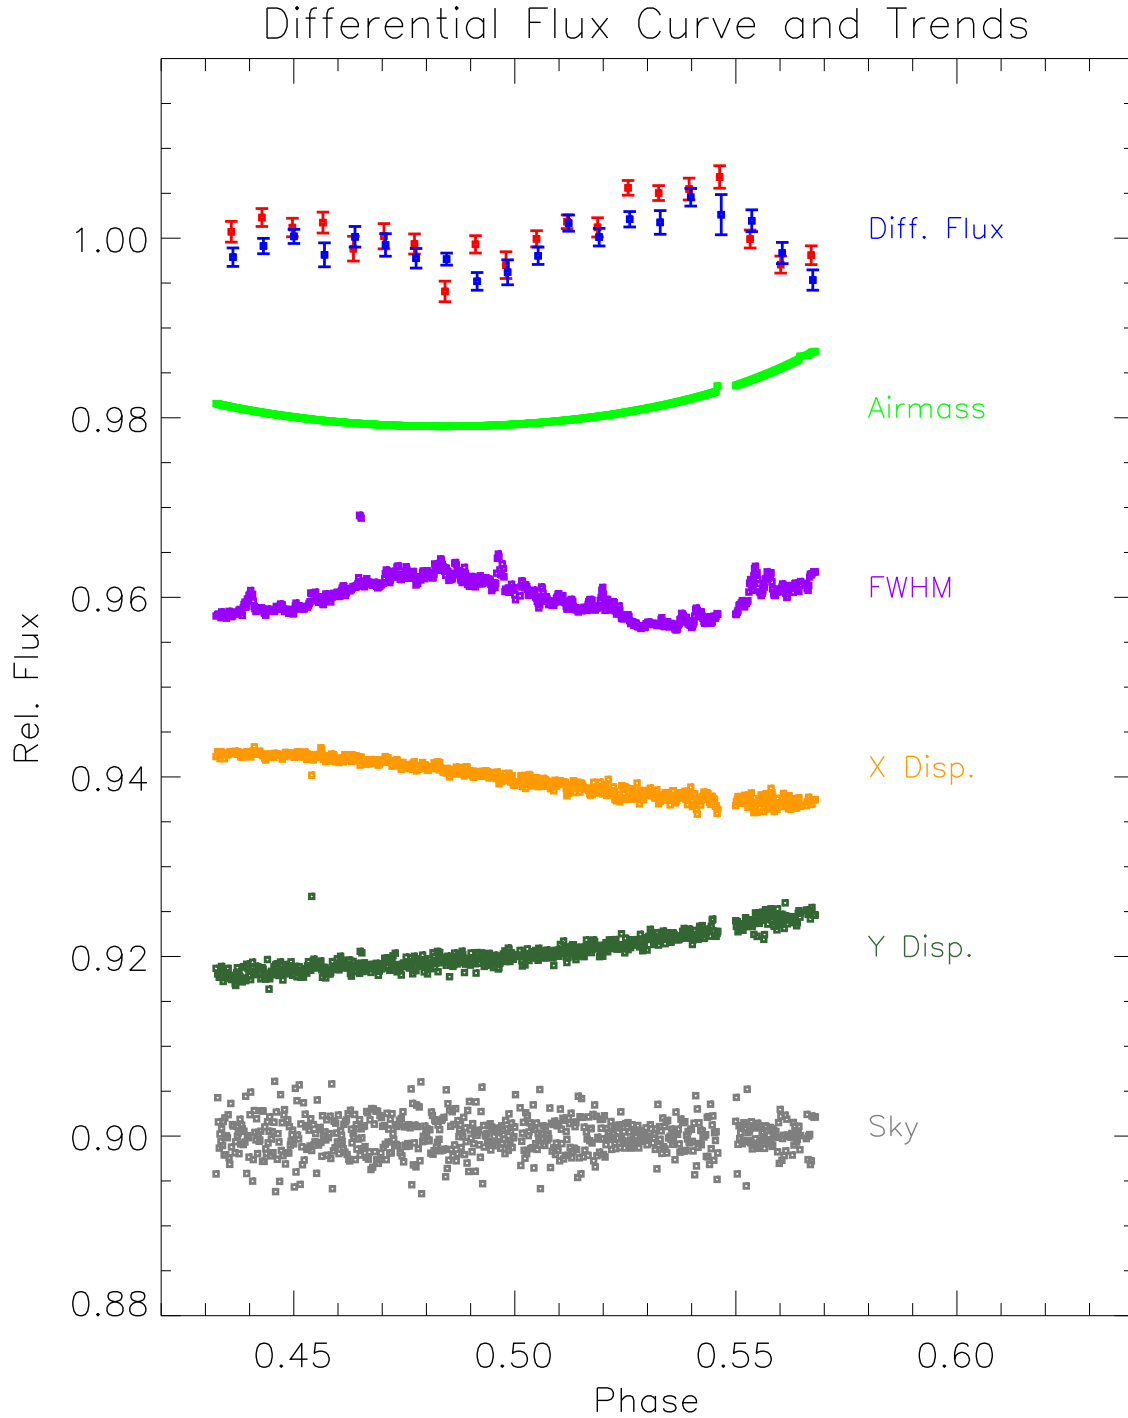 Differential Flux Curve and Trends
Rel. Flux
1.00
0.98
0.96
0.94
0.92
0.90
0.88
Diff. Flux
Airmass
FWHM
X Disp.
Y Disp.
Sky
0.45 0.50 0.55 0.60
Phase